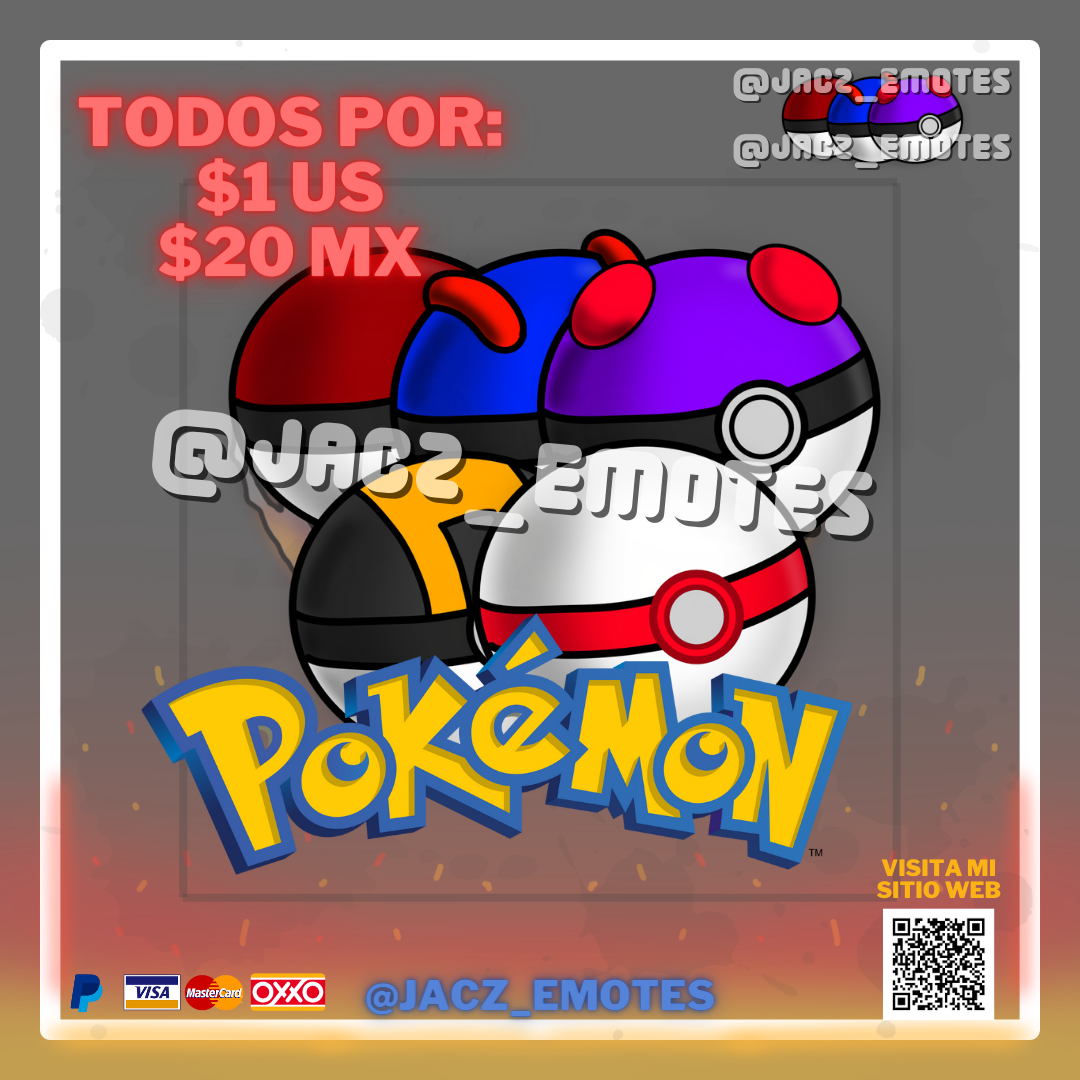 @JACZ_EMOTES
@JACZ_EMOTES
TODOS POR:
$1 US
$20 MX
@JACZ_EMOTES
POKÉMON
TM
VISITA MI
SITIO WEB
P VISA MasterCard OXXO
@JACZ_EMOTES